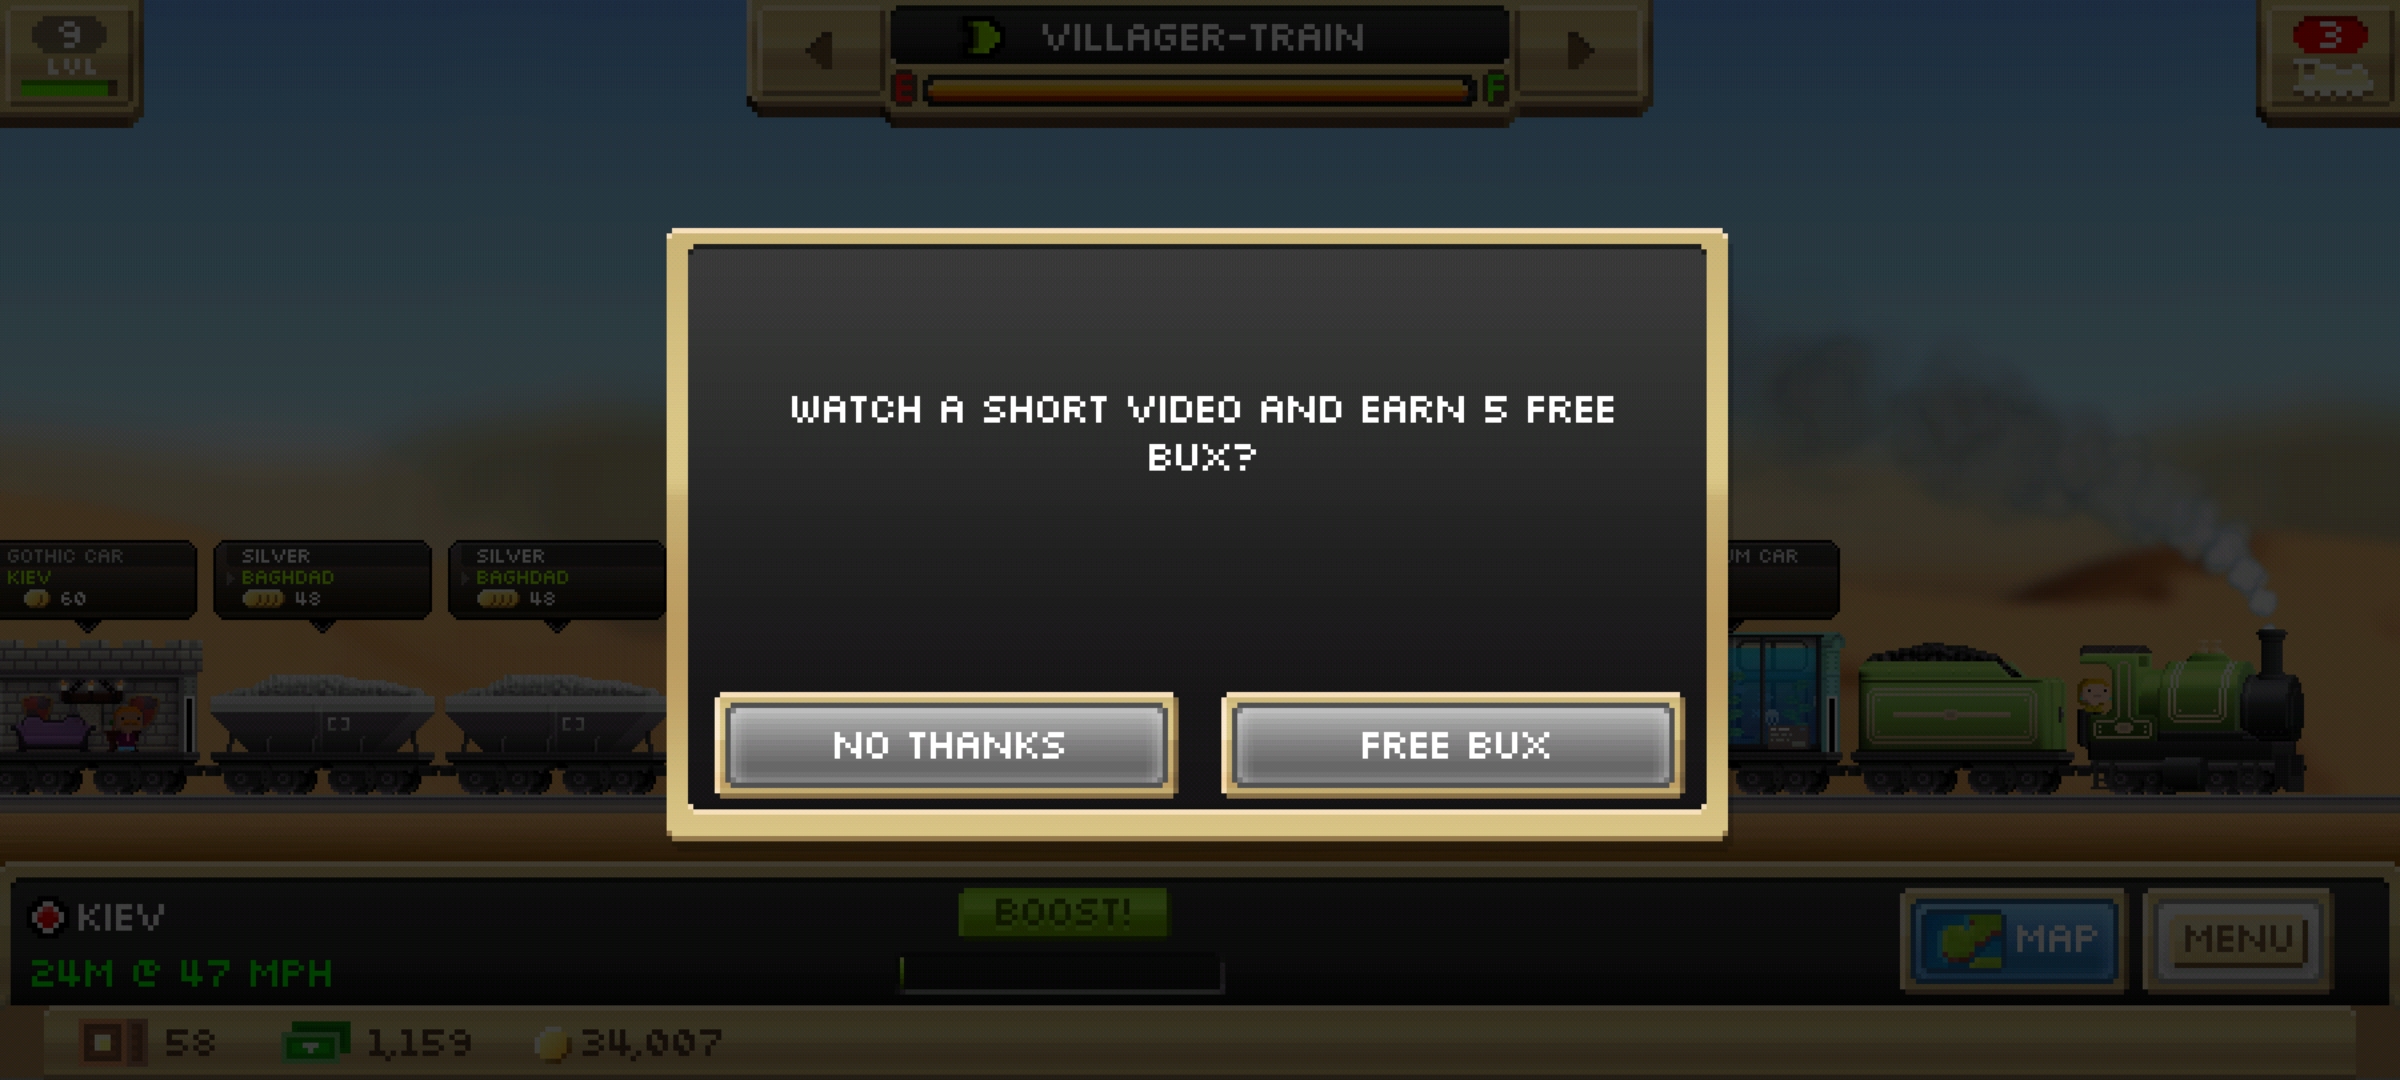 9
LVL
VILLAGER-TRAIN
E F
3
WATCH A SHORT VIDEO AND EARN 5 FREE
BUX?
GOTHIC CAR
KIEV
60
SILVER
BAGHDAD
48
SILVER
BAGHDAD
48
UM CAR
NO THANKS
FREE BUX
KIEV
24M @ 47 MPH
BOOST!
MAP
MENU
58
1,159
34,007